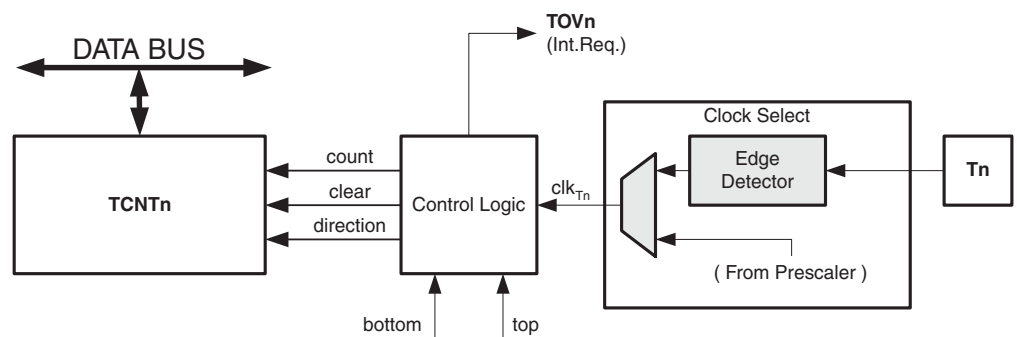 TOVn
(Int.Req.)
DATA BUS
Clock Select
TCNTn
count
clear
direction
Control Logic
clkTn
Edge
Detector
Tn
( From Prescaler )
bottom
top